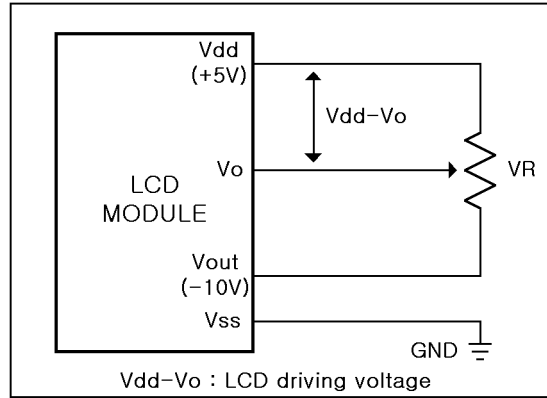 Vdd
(+5V)
Vdd-Vo
Vo
VR
LCD
MODULE
Vout
(-10V)
Vss
GND
Vdd-Vo : LCD driving voltage